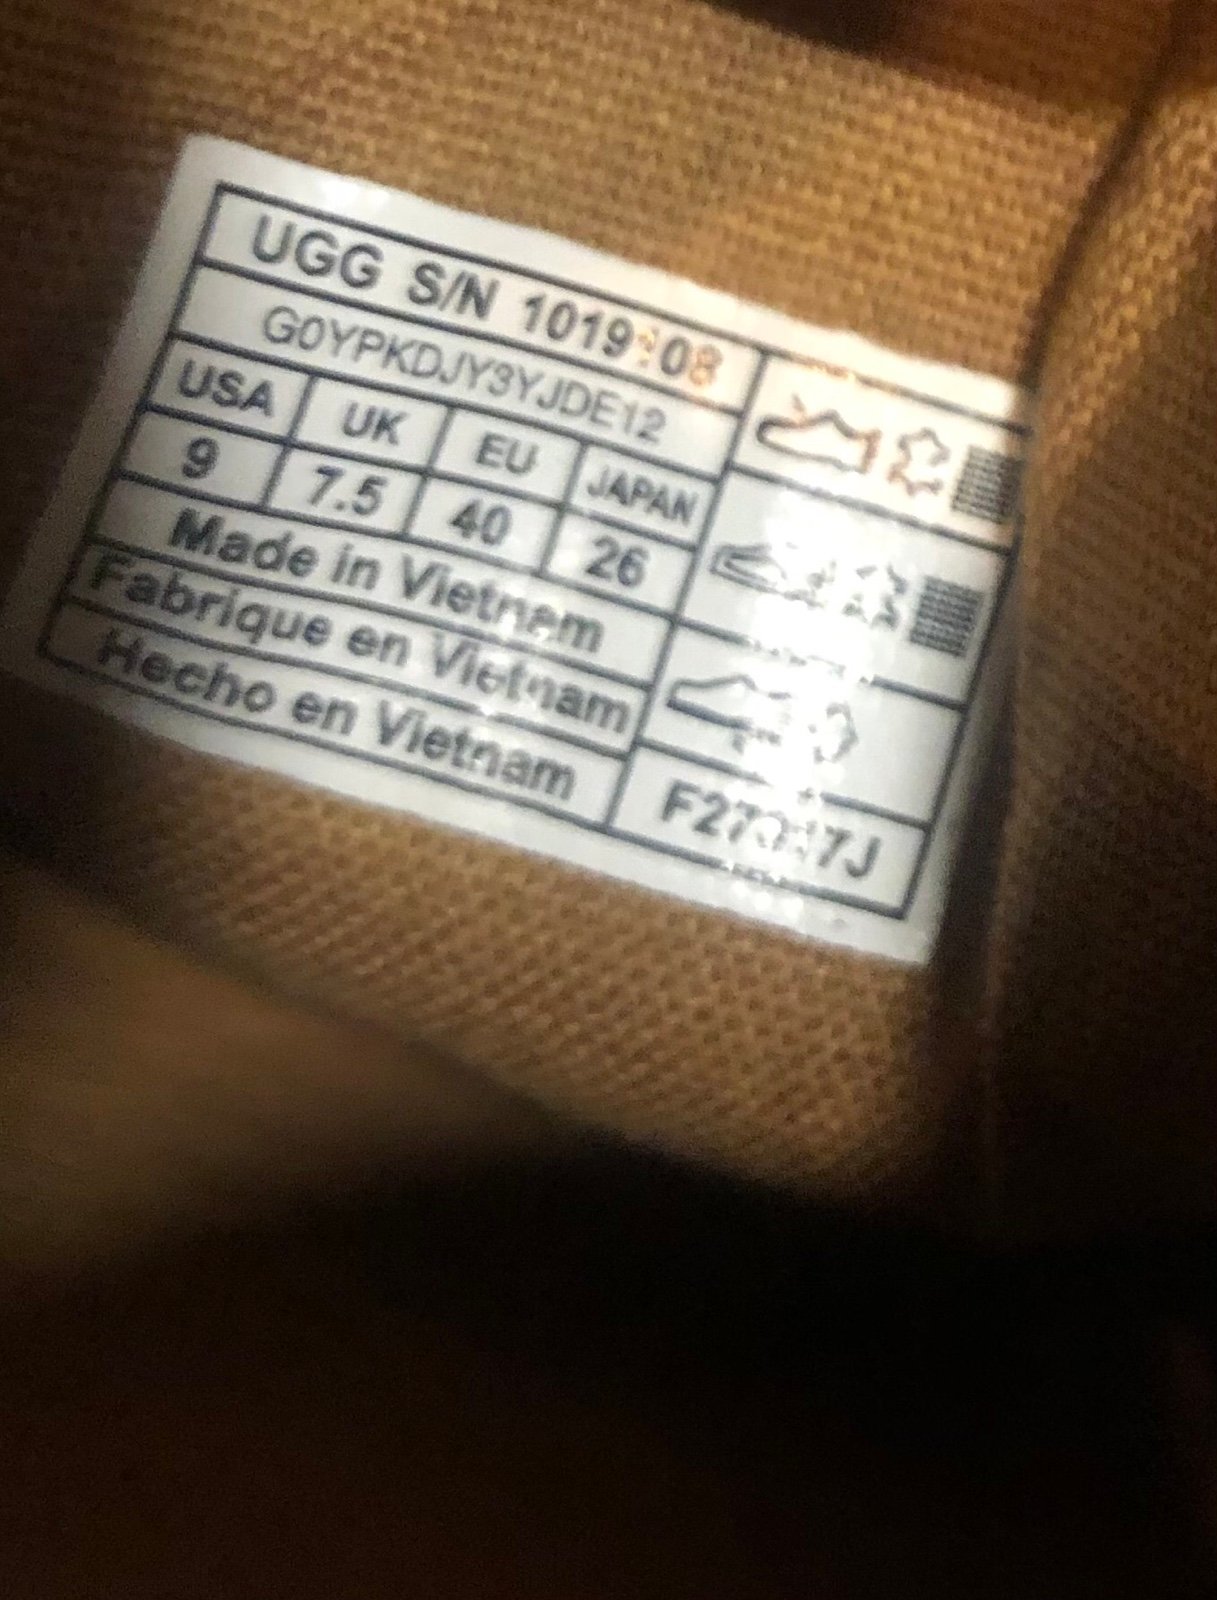 UGG S/N 1019108
G0YPKDJY3YJDE12
USA UK EU JAPAN
9 7.5 40 26
Made in Vietnam
Fabrique en Vietnam
Hecho en Vietnam